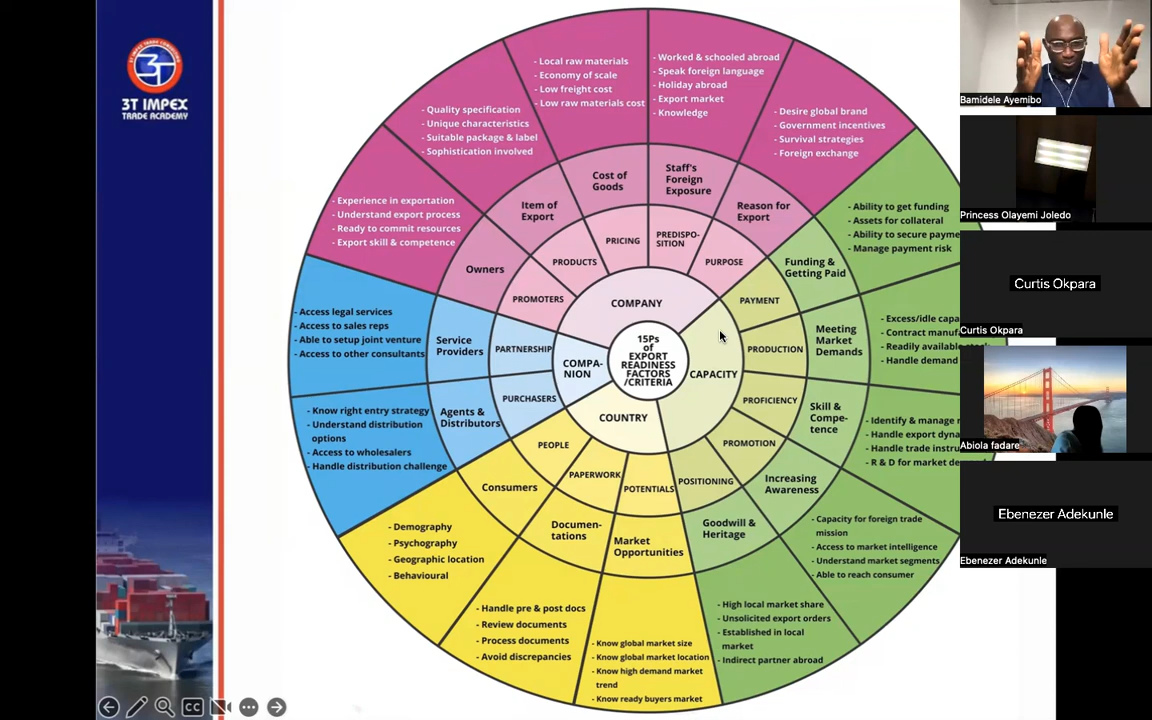 3T IMPEX TRADE CONSULTING
3T
3T IMPEX
TRADE ACADEMY
15Ps
of
EXPORT
READINESS
FACTORS
/CRITERIA
COMPANY
PROMOTERS
Owners
- Experience in exportation
- Understand export process
- Ready to commit resources
- Export skill & competence
PRODUCTS
Item of
Export
- Quality specification
- Unique characteristics
- Suitable package & label
- Sophistication involved
PRICING
Cost of
Goods
- Local raw materials
- Economy of scale
- Low freight cost
- Low raw materials cost
PREDISPO-
SITION
Staff's
Foreign
Exposure
- Worked & schooled abroad
- Speak foreign language
- Holiday abroad
- Export market
- Knowledge
PURPOSE
Reason for
Export
- Desire global brand
- Government incentives
- Survival strategies
- Foreign exchange
CAPACITY
PAYMENT
Funding &
Getting Paid
- Ability to get funding
- Assets for collateral
- Ability to secure payme
- Manage payment risk
PRODUCTION
Meeting
Market
Demands
- Excess/idle capa
- Contract manuf
- Readily available
- Handle demand
PROFICIENCY
Skill &
Compe-
tence
- Identify & manage r
- Handle export dyna
- Handle trade instru
- R & D for market de
PROMOTION
Increasing
Awareness
- Capacity for foreign trade
mission
- Access to market intelligence
- Understand market segments
- Able to reach consumer
POSITIONING
Goodwill &
Heritage
- High local market share
- Unsolicited export orders
- Established in local
market
- Indirect partner abroad
COUNTRY
POTENTIALS
Market
Opportunities
- Know global market size
- Know global market location
- Know high demand market
trend
- Know ready buyers market
PAPERWORK
Documen-
tations
- Handle pre & post docs
- Review documents
- Process documents
- Avoid discrepancies
PEOPLE
Consumers
- Demography
- Psychography
- Geographic location
- Behavioural
COMPA-
NION
PURCHASERS
Agents &
Distributors
- Know right entry strategy
- Understand distribution
options
- Access to wholesalers
- Handle distribution challenge
PARTNERSHIP
Service
Providers
- Access legal services
- Access to sales reps
- Able to setup joint venture
- Access to other consultants
CC
Bamidele Ayemibo
Princess Olayemi Joledo
Curtis Okpara
Curtis Okpara
Abiola fadare
Ebenezer Adekunle
Ebenezer Adekunle